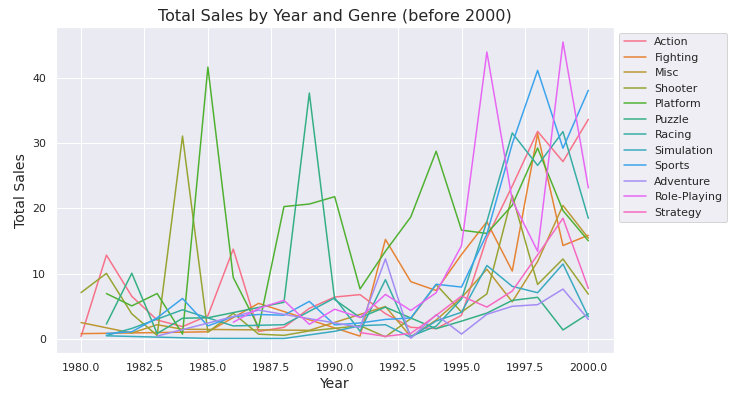 Total Sales by Year and Genre (before 2000)
Total Sales
40
30
20
10
0
1980.0 1982.5 1985.0 1987.5 1990.0 1992.5 1995.0 1997.5 2000.0
Year
Action
Fighting
Misc
Shooter
Platform
Puzzle
Racing
Simulation
Sports
Adventure
Role-Playing
Strategy